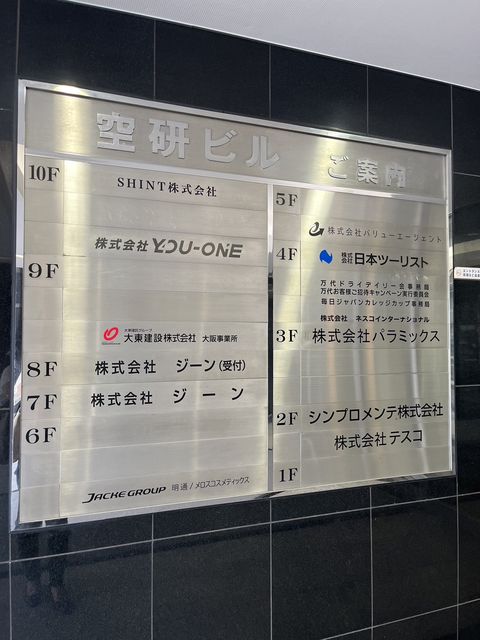 空研ビル ご案内
10F SHINT株式会社
株式会社 YOU-ONE
9F
大東建託グループ
大東建設株式会社 大阪事業所
8F 株式会社 ジーン(受付)
7F 株式会社 ジーン
6F
JACKE GROUP 明通/メロスコスメティックス
5F
株式会社バリューエージェント
4F 株式会社日本ツーリスト
万代ドライデイリー会事務局
万代お客様ご招待キャンペーン実行委員会
毎日ジャパンカレッジカップ事務局
株式会社 ネスコインターナショナル
3F 株式会社パラミックス
2F シンプロメンテ株式会社
株式会社テスコ
1F